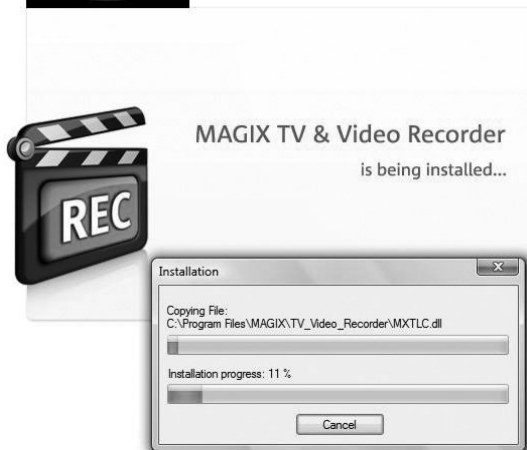 MAGIX TV & Video Recorder
is being installed...
REC
Installation
Copying File:
C:\Program Files\MAGIX\TV_Video_Recorder\MXTLC.dll
Installation progress: 11 %
Cancel